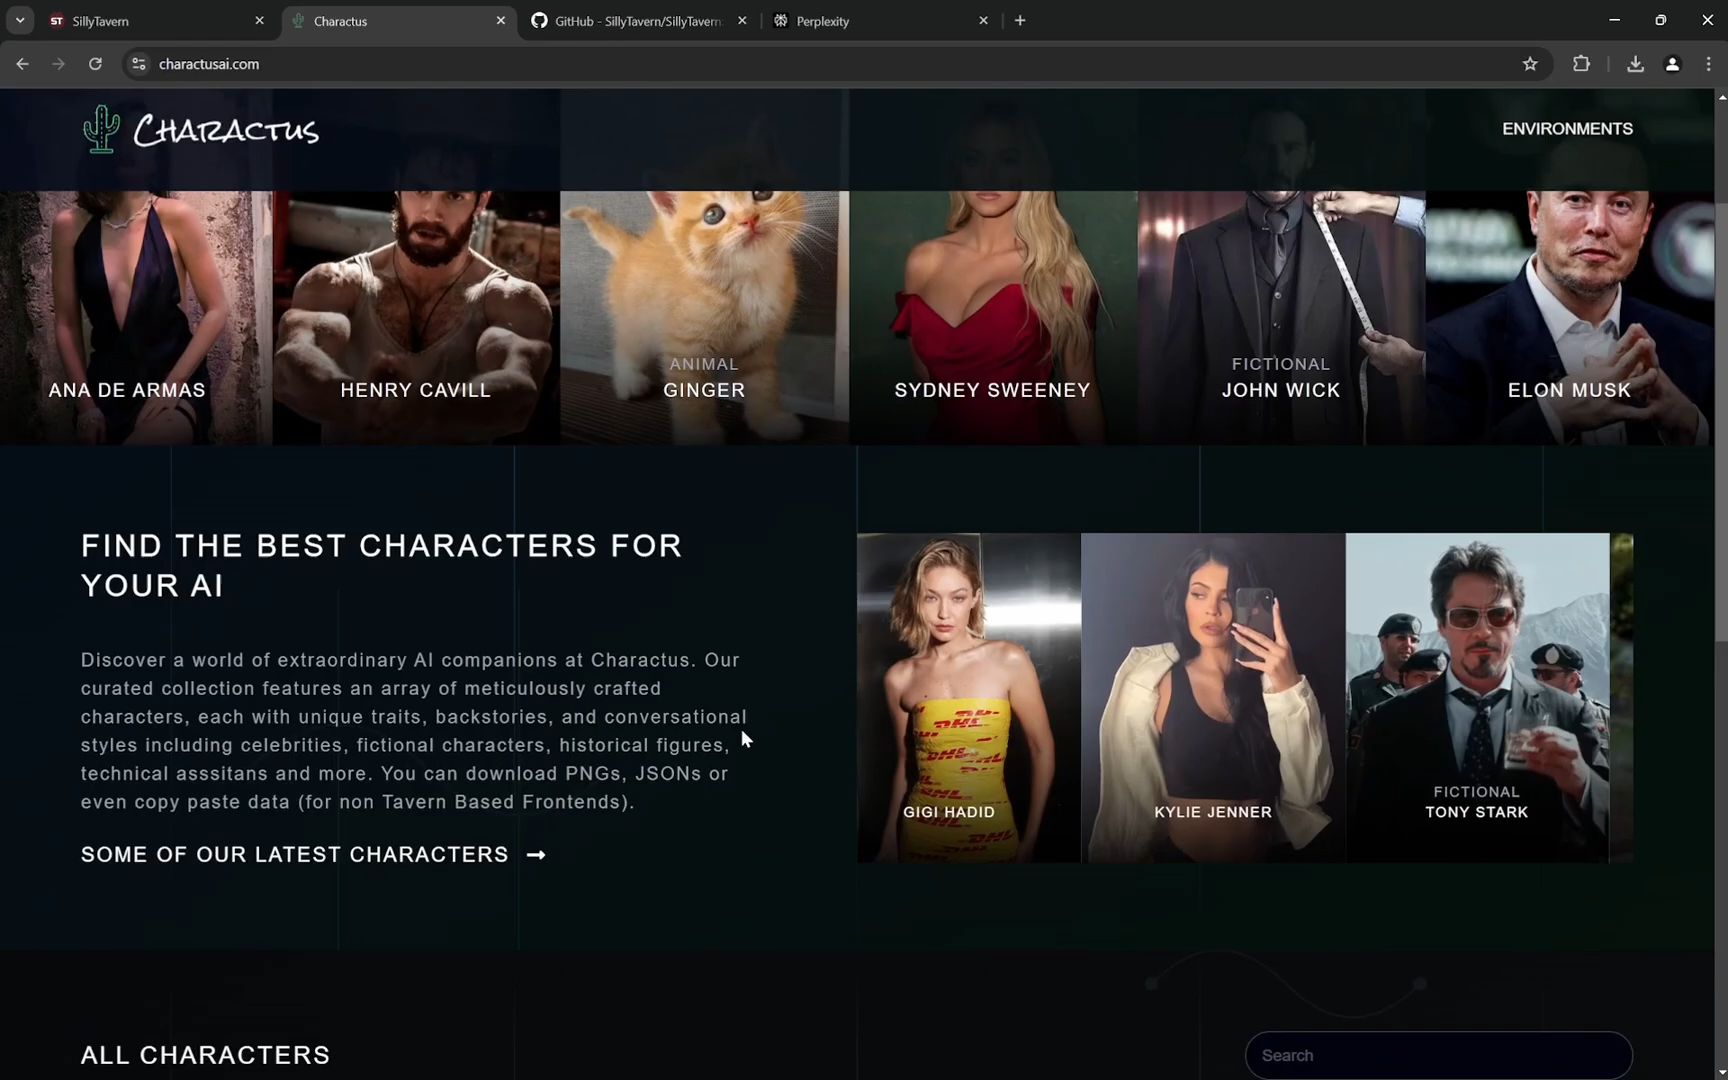 SillyTavern
Charactus
GitHub - SillyTavern/SillyTavern:
Perplexity
charactusai.com
CHARACTUS
ENVIRONMENTS
ANA DE ARMAS
HENRY CAVILL
ANIMAL
GINGER
SYDNEY SWEENEY
FICTIONAL
JOHN WICK
ELON MUSK
FIND THE BEST CHARACTERS FOR
YOUR AI
Discover a world of extraordinary AI companions at Charactus. Our
curated collection features an array of meticulously crafted
characters, each with unique traits, backstories, and conversational
styles including celebrities, fictional characters, historical figures,
technical asssitans and more. You can download PNGs, JSONs or
even copy paste data (for non Tavern Based Frontends).
SOME OF OUR LATEST CHARACTERS →
GIGI HADID
KYLIE JENNER
FICTIONAL
TONY STARK
ALL CHARACTERS
Search